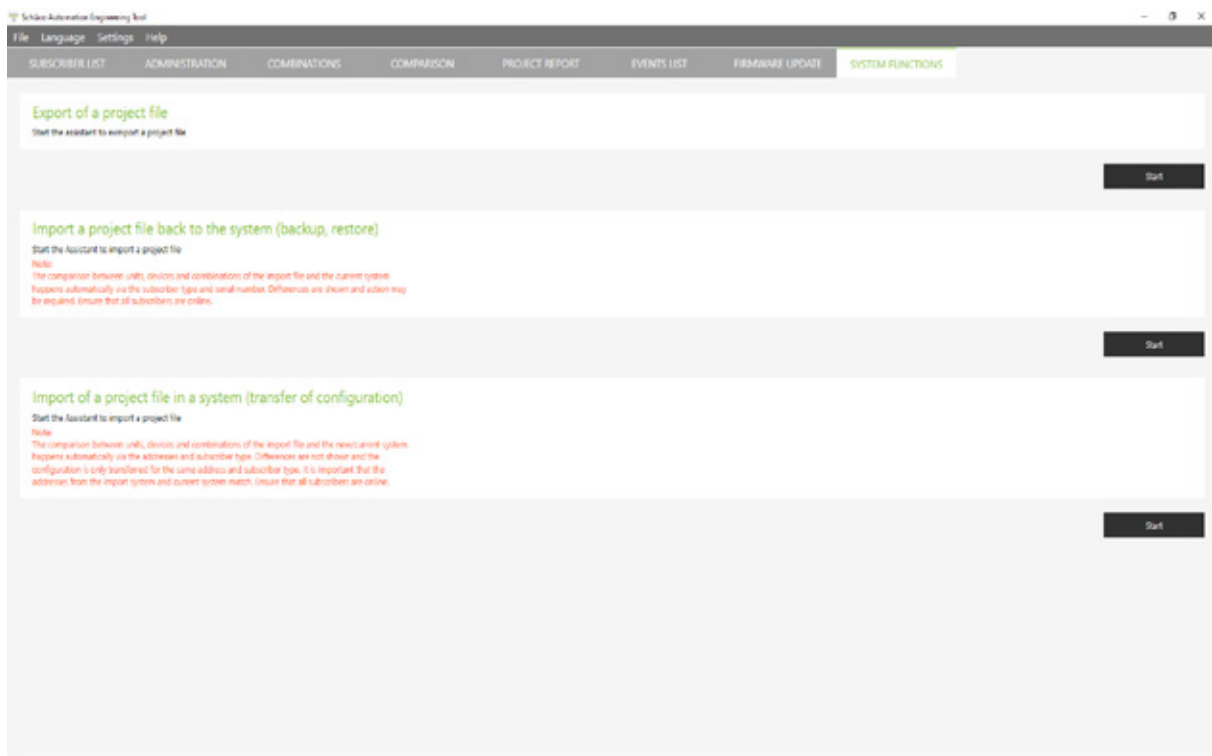 Schüco Automation Engineering Tool
File Language Settings Help
SUBSCRIBER LIST ADMINISTRATION COMBINATIONS COMPARISON PROJECT REPORT EVENTS LIST FIRMWARE UPDATE SYSTEM FUNCTIONS
Export of a project file
Start the assistant to exmport a project file
Start
Import a project file back to the system (backup, restore)
Start the Assistant to import a project file
Note:
The comparison between units, devices and combinations of the import file and the current system
happens automatically via the subscriber type and serial number. Differences are shown and action may
be required. Ensure that all subscribers are online.
Start
Import of a project file in a system (transfer of configuration)
Start the Assistant to import a project file
Note:
The comparison between units, devices and combinations of the import file and the new/current system
happens automatically via the addresses and subscriber type. Differences are not shown and the
configuration is only transferred for the same address and subscriber type. It is important that the
addresses from the import system and current system match. Ensure that all subscribers are online.
Start